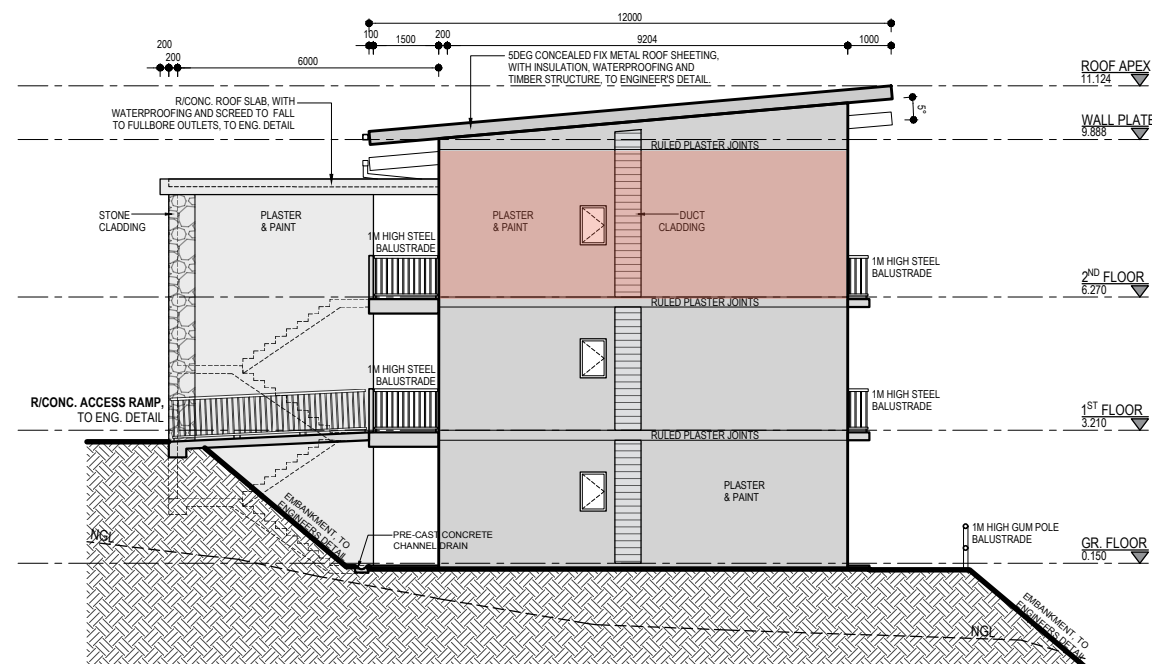 12000
100 1500 200 9204 1000
200
200 6000
5DEG CONCEALED FIX METAL ROOF SHEETING,
WITH INSULATION, WATERPROOFING AND
TIMBER STRUCTURE, TO ENGINEER'S DETAIL.
ROOF APEX
11.124
R/CONC. ROOF SLAB, WITH
WATERPROOFING AND SCREED TO FALL
TO FULLBORE OUTLETS, TO ENG. DETAIL
5°
WALL PLATE
9.888
RULED PLASTER JOINTS
STONE
CLADDING
PLASTER
& PAINT
PLASTER
& PAINT
DUCT
CLADDING
1M HIGH STEEL
BALUSTRADE
1M HIGH STEEL
BALUSTRADE
2ND FLOOR
6.270
RULED PLASTER JOINTS
1M HIGH STEEL
BALUSTRADE
1M HIGH STEEL
BALUSTRADE
R/CONC. ACCESS RAMP,
TO ENG. DETAIL
1ST FLOOR
3.210
RULED PLASTER JOINTS
PLASTER
& PAINT
EMBANKMENT. TO
ENGINEERS DETAIL
NGL
PRE-CAST CONCRETE
CHANNEL DRAIN
1M HIGH GUM POLE
BALUSTRADE
GR. FLOOR
0.150
EMBANKMENT. TO
ENGINEERS DETAIL
NGL